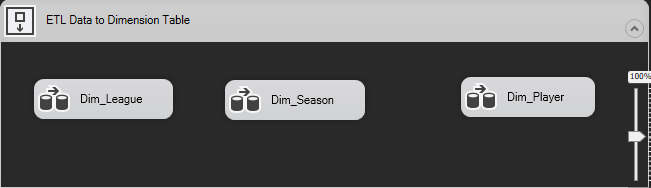 ETL Data to Dimension Table
Dim_League
Dim_Season
Dim_Player
100%